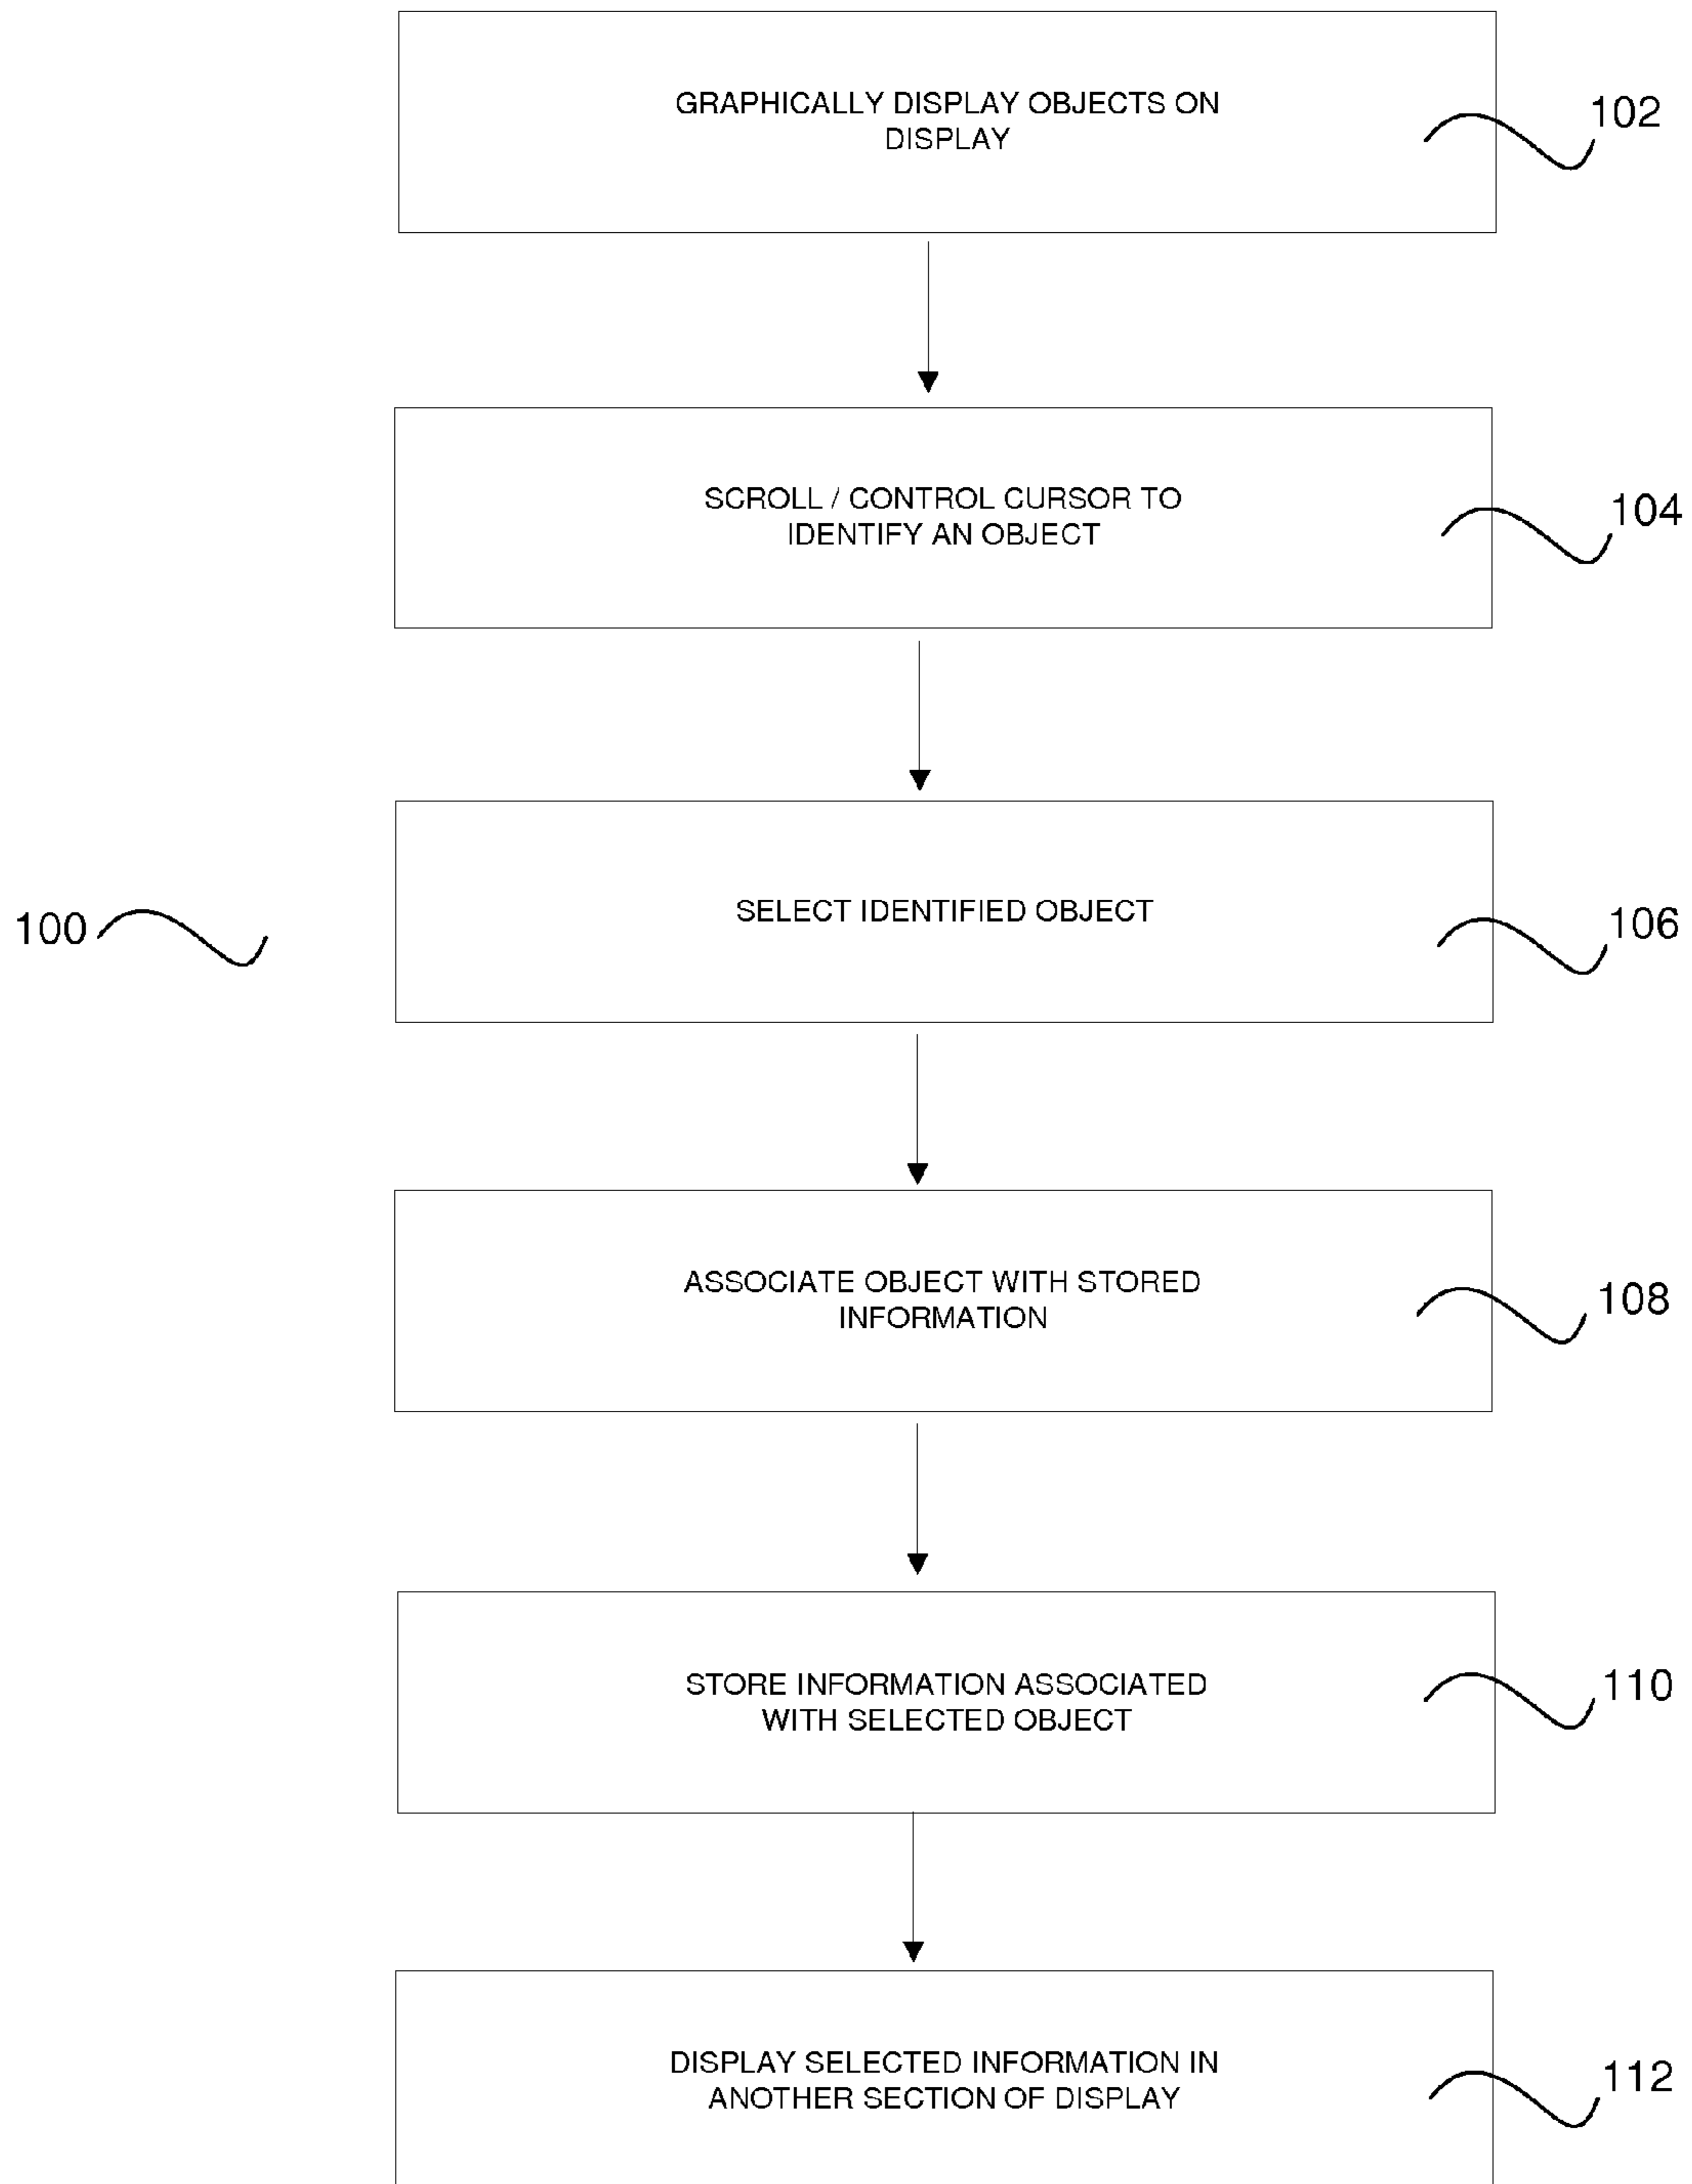 GRAPHICALLY DISPLAY OBJECTS ON
DISPLAY
102
SCROLL / CONTROL CURSOR TO
IDENTIFY AN OBJECT
104
100
SELECT IDENTIFIED OBJECT
106
ASSOCIATE OBJECT WITH STORED
INFORMATION
108
STORE INFORMATION ASSOCIATED
WITH SELECTED OBJECT
110
DISPLAY SELECTED INFORMATION IN
ANOTHER SECTION OF DISPLAY
112